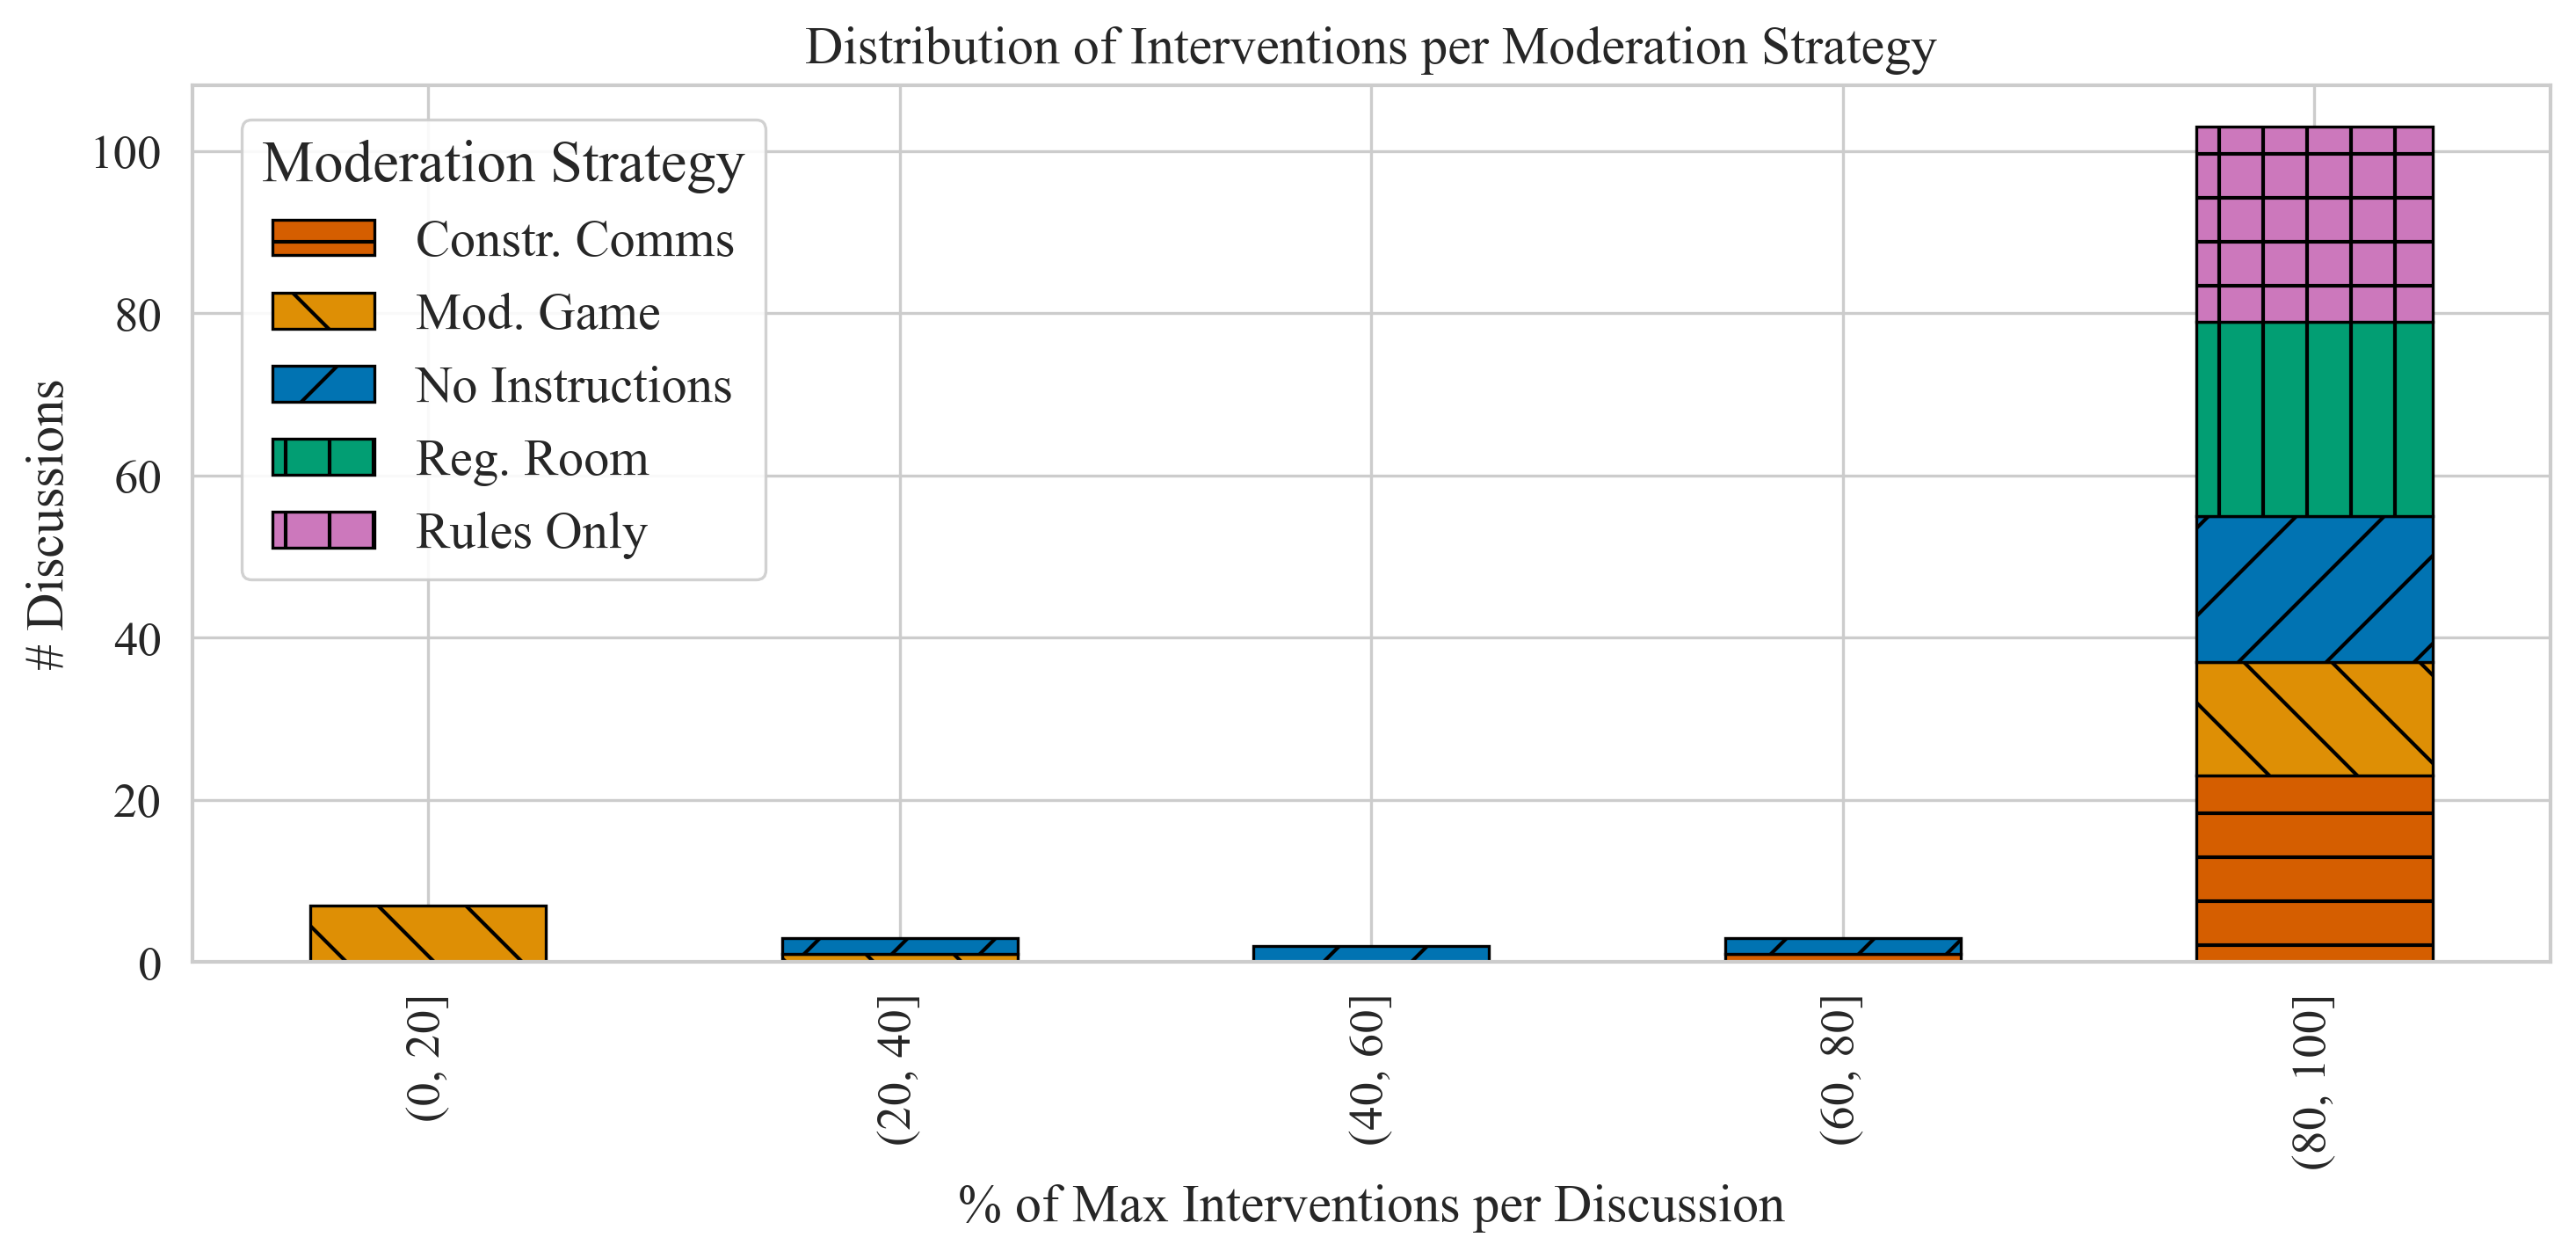 Distribution of Interventions per Moderation Strategy
# Discussions
100
80
60
40
20
0
Moderation Strategy
Constr. Comms
Mod. Game
No Instructions
Reg. Room
Rules Only
(0, 20]
(20, 40]
(40, 60]
(60, 80]
(80, 100]
% of Max Interventions per Discussion